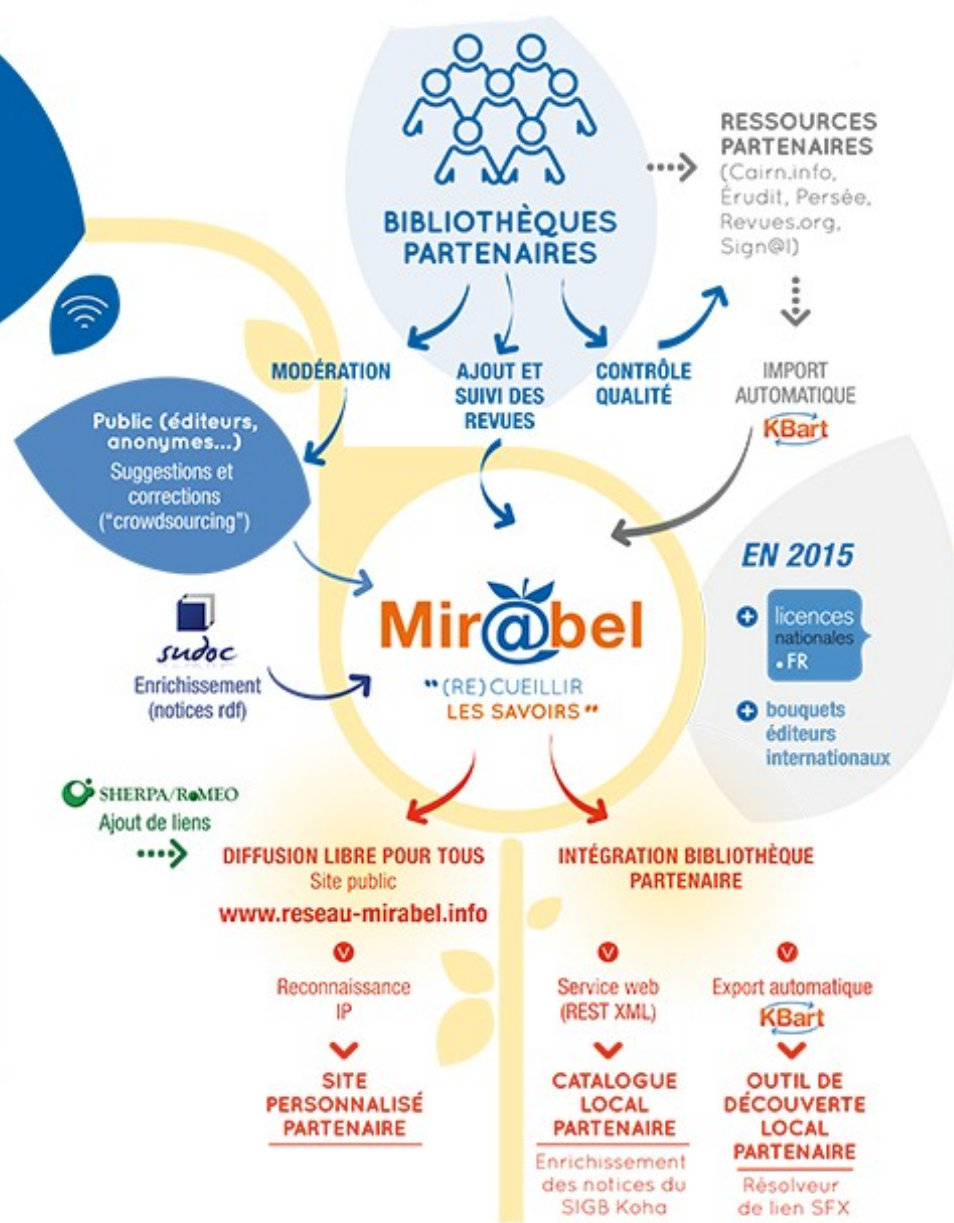 BIBLIOTHÈQUES
PARTENAIRES
RESSOURCES
PARTENAIRES
(Cairn.info,
Érudit, Persée,
Revues.org,
Sign@l)
MODÉRATION
AJOUT ET
SUIVI DES
REVUES
CONTRÔLE
QUALITÉ
IMPORT
AUTOMATIQUE
KBart
Public (éditeurs,
anonymes...)
Suggestions et
corrections
("crowdsourcing")
sudoc
Enrichissement
(notices rdf)
Mir@bel
"(RE)CUEILLIR
LES SAVOIRS"
EN 2015
+ licences
nationales
.FR
+ bouquets
éditeurs
internationaux
SHERPA/RoMEO
Ajout de liens
DIFFUSION LIBRE POUR TOUS
Site public
www.reseau-mirabel.info
INTÉGRATION BIBLIOTHÈQUE
PARTENAIRE
Reconnaissance
IP
SITE
PERSONNALISÉ
PARTENAIRE
Service web
(REST XML)
CATALOGUE
LOCAL
PARTENAIRE
Enrichissement
des notices du
SIGB Koha
Export automatique
KBart
OUTIL DE
DÉCOUVERTE
LOCAL
PARTENAIRE
Résolveur
de lien SFX